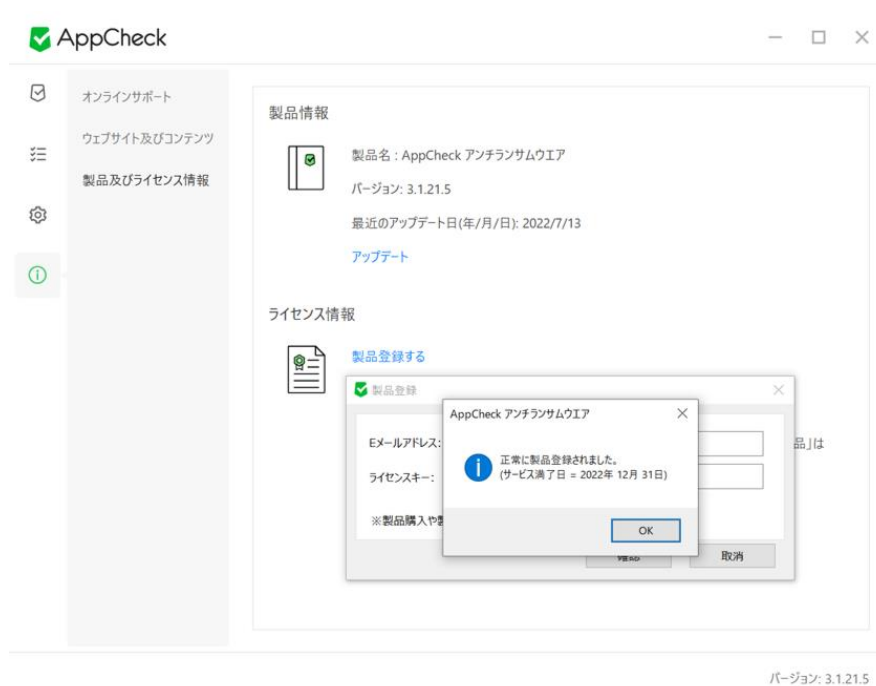 AppCheck
オンラインサポート
ウェブサイト及びコンテンツ
製品及びライセンス情報
製品情報
製品名 : AppCheck アンチランサムウエア
バージョン: 3.1.21.5
最近のアップデート日(年/月/日): 2022/7/13
アップデート
ライセンス情報
製品登録する
製品登録
AppCheck アンチランサムウエア
Eメールアドレス:
品」は
正常に製品登録されました。
(サービス満了日 = 2022年 12月 31日)
ライセンスキー:
※製品購入や
OK
取消
バージョン: 3.1.21.5